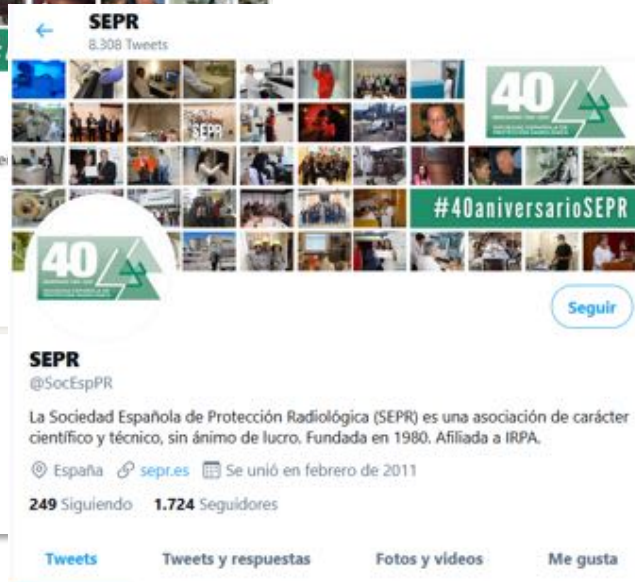 SEPR
8.308 Tweets
SEPR
40
#40aniversarioSEPR
40
Seguir
SEPR
@SocEspPR
La Sociedad Española de Protección Radiológica (SEPR) es una asociación de carácter
científico y técnico, sin ánimo de lucro. Fundada en 1980. Afiliada a IRPA.
España sepr.es Se unió en febrero de 2011
249 Siguiendo 1.724 Seguidores
Tweets Tweets y respuestas Fotos y videos Me gusta